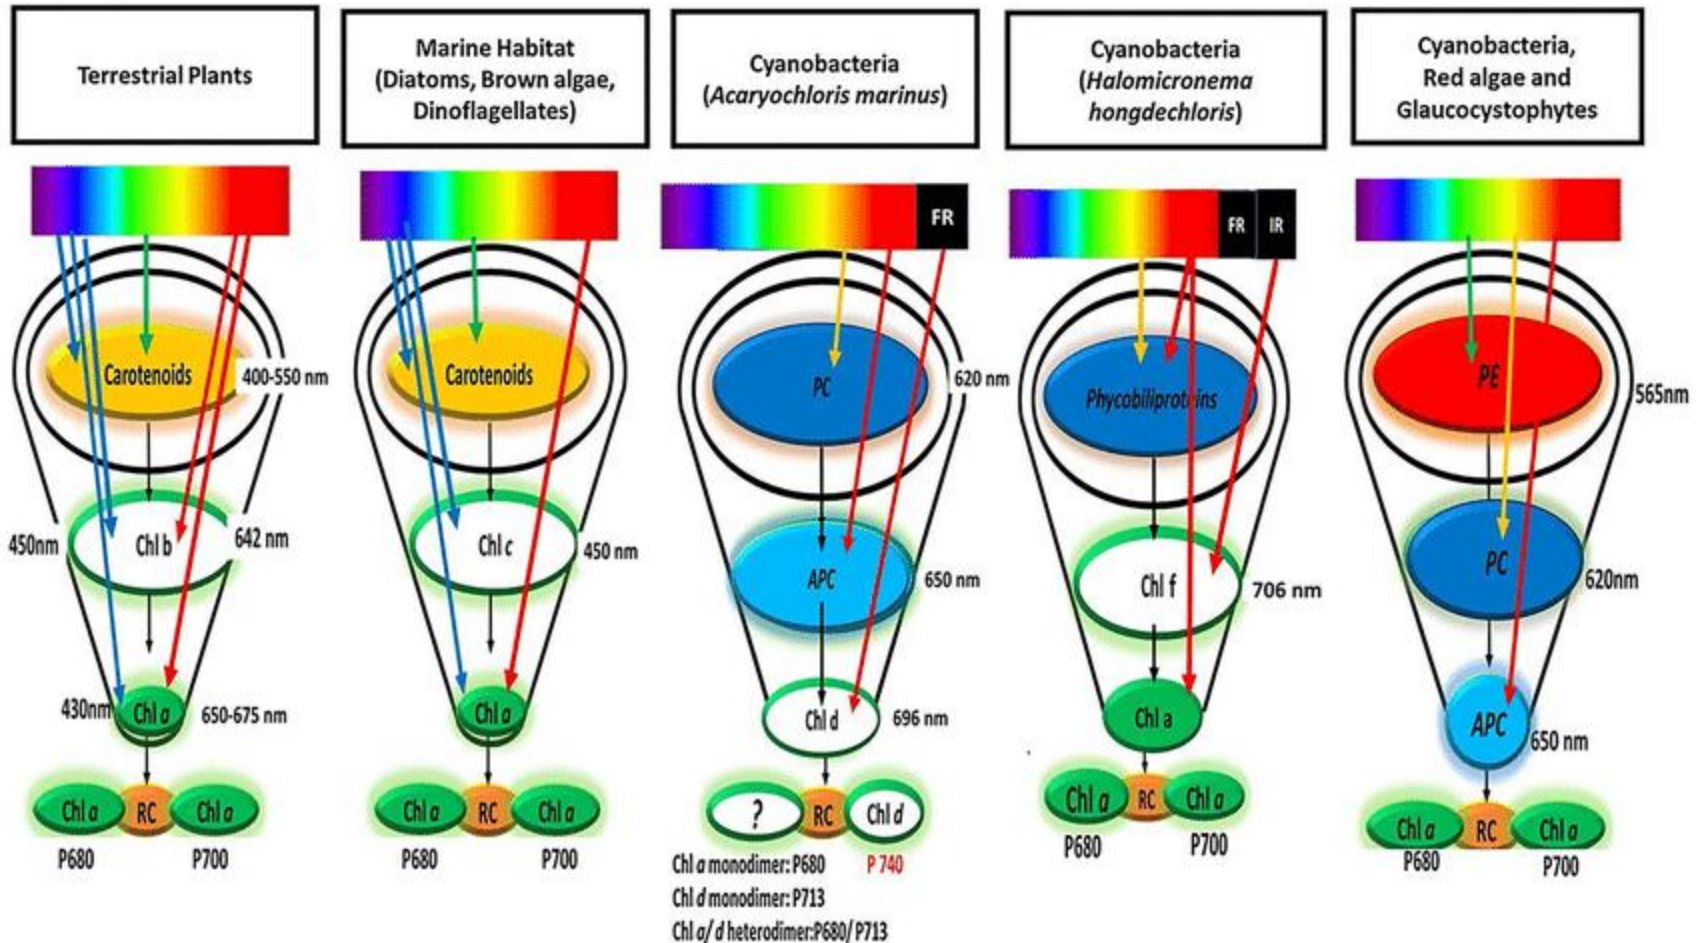 Terrestrial Plants
Carotenoids
400-550 nm
450nm
Chl b
642 nm
430nm
Chl a
650-675 nm
Chl a
RC
Chl a
P680
P700
Marine Habitat
(Diatoms, Brown algae,
Dinoflagellates)
Carotenoids
Chl c
450 nm
Chl a
Chl a
RC
Chl a
P680
P700
Cyanobacteria
(Acaryochloris marinus)
FR
PC
620 nm
APC
650 nm
Chl d
696 nm
?
RC
Chl d
Chl a monodimer: P680
P 740
Chl d monodimer: P713
Chl a/ d heterodimer:P680/ P713
Cyanobacteria
(Halomicronema
hongdechloris)
FR
IR
Phycobiliproteins
Chl f
706 nm
Chl a
Chl a
RC
Chl a
P680
P700
Cyanobacteria,
Red algae and
Glaucocystophytes
PE
565nm
PC
620nm
APC
650 nm
Chl a
RC
Chl a
P680
P700